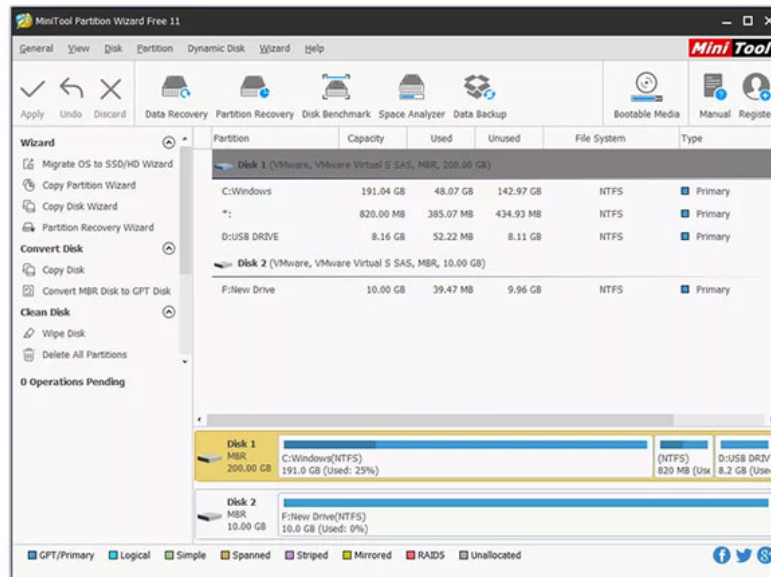 MiniTool Partition Wizard Free 11
General View Disk Partition Dynamic Disk Wizard Help
Mini Tool
Apply Undo Discard Data Recovery Partition Recovery Disk Benchmark Space Analyzer Data Backup Bootable Media Manual Registe
Wizard
Migrate OS to SSD/HD Wizard
Copy Partition Wizard
Copy Disk Wizard
Partition Recovery Wizard
Convert Disk
Copy Disk
Convert MBR Disk to GPT Disk
Clean Disk
Wipe Disk
Delete All Partitions
0 Operations Pending
Partition Capacity Used Unused File System Type
Disk 1 (VMware, VMware Virtual S SAS, MBR, 200.00 GB)
C:Windows 191.04 GB 48.07 GB 142.97 GB NTFS Primary
*: 820.00 MB 385.07 MB 434.93 MB NTFS Primary
D:USB DRIVE 8.16 GB 52.22 MB 8.11 GB NTFS Primary
Disk 2 (VMware, VMware Virtual S SAS, MBR, 10.00 GB)
F:New Drive 10.00 GB 39.47 MB 9.96 GB NTFS Primary
Disk 1
MBR
200.00 GB
C:Windows(NTFS)
191.0 GB (Used: 25%)
(NTFS)
820 MB (Use
D:USB DRIV
8.2 GB (Use
Disk 2
MBR
10.00 GB
F:New Drive(NTFS)
10.0 GB (Used: 0%)
GPT/Primary Logical Simple Spanned Striped Mirrored RAID5 Unallocated